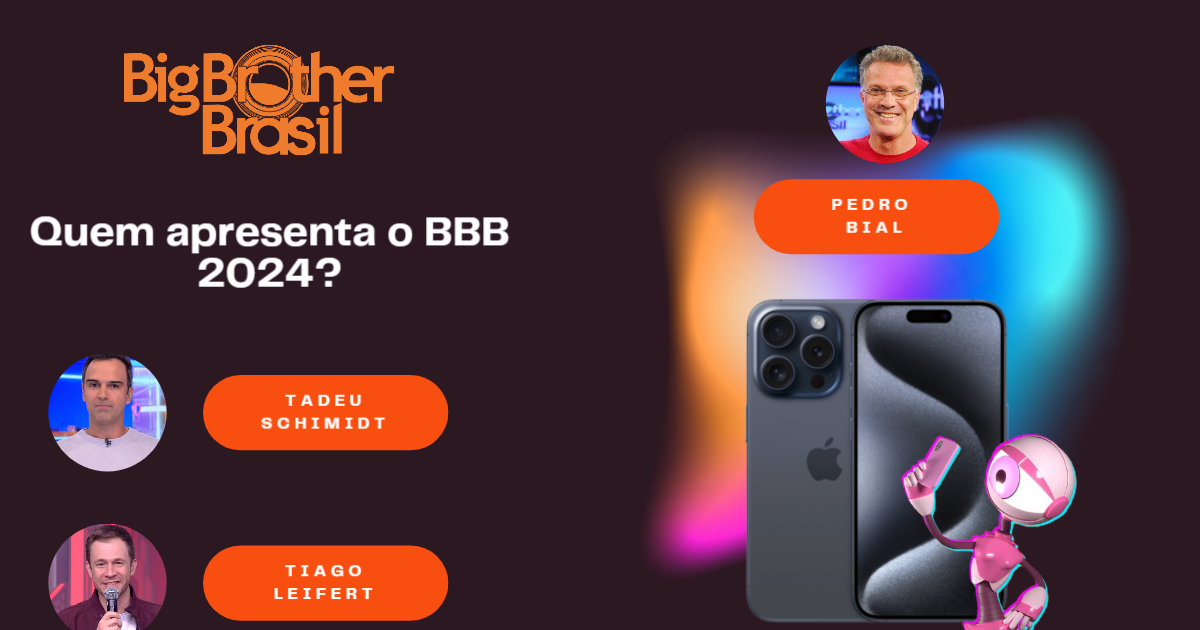 BigBrother
Brasil
Quem apresenta o BBB
2024?
TADEU
SCHIMIDT
TIAGO
LEIFERT
PEDRO
BIAL